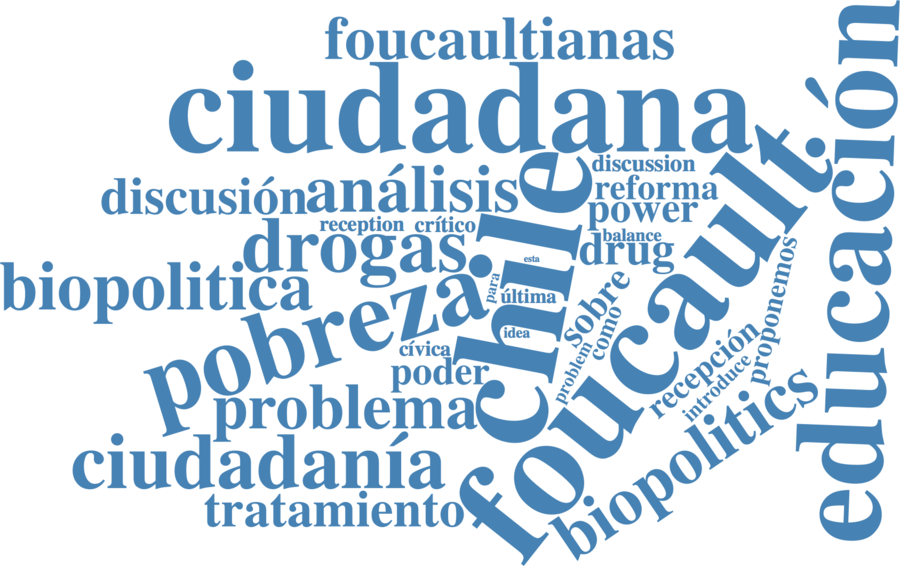 foucaultianas
ciudadana
educación
chile
discussion
discusión
análisis
reforma
power
reception
crítico
drogas
balance
drug
foucault
biopolitica
esta
para
última
sobre
proponemos
pobreza
idea
como
cívica
problem
recepción
poder
introduce
problema
biopolitics
ciudadanía
tratamiento